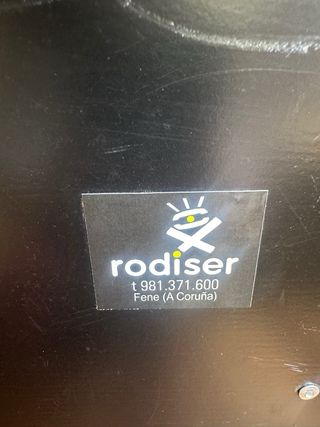 rodiser
t 981.371.600
Fene (A Coruña)